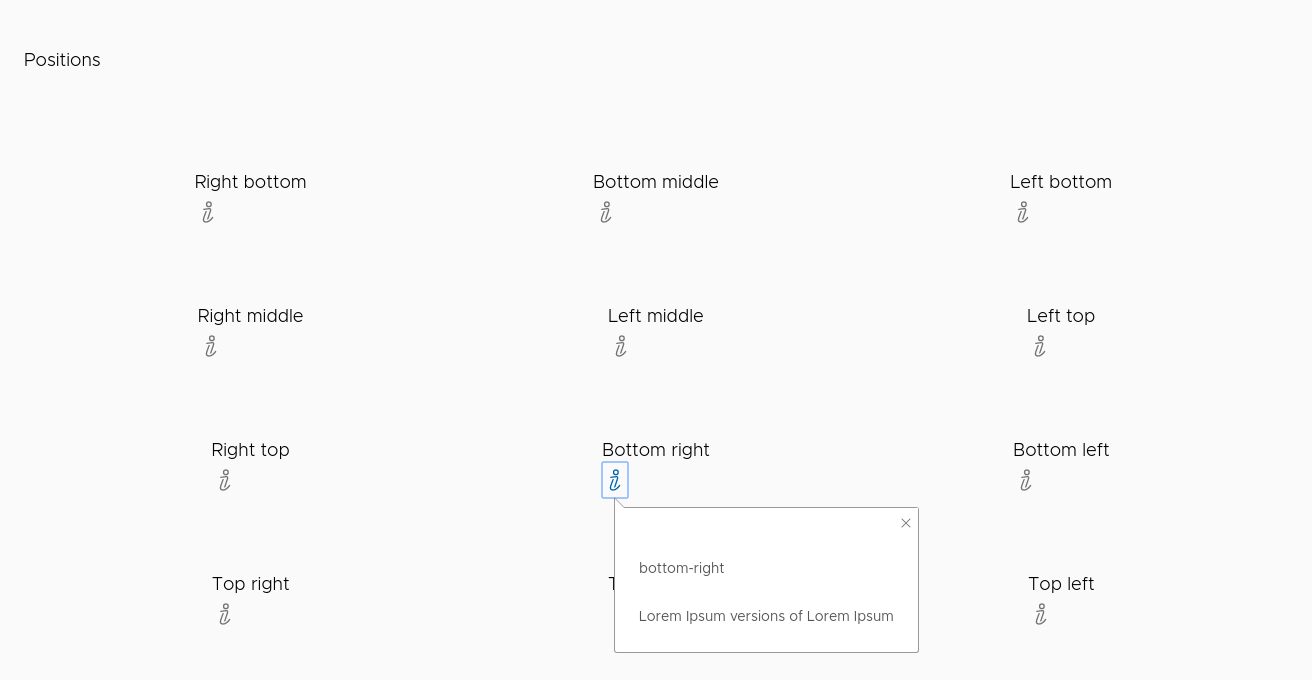 Positions
Right bottom
Bottom middle
Left bottom
Right middle
Left middle
Left top
Right top
Bottom right
Bottom left
bottom-right
Top right
Top left
Lorem Ipsum versions of Lorem Ipsum